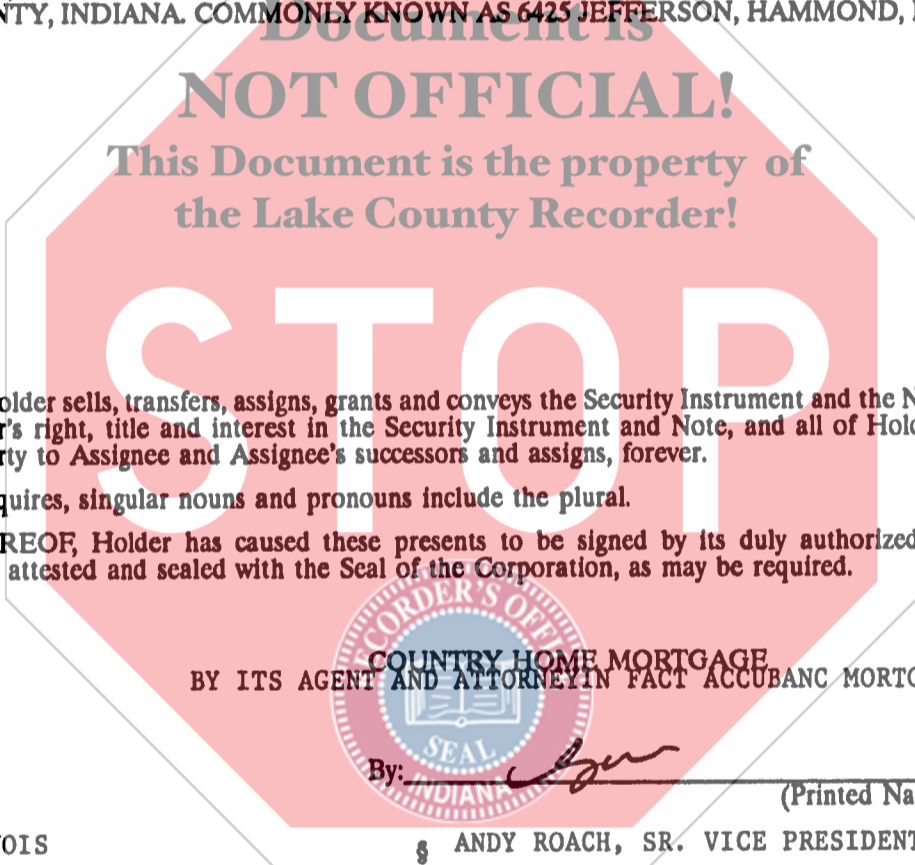 NTY, INDIANA. COMMONLY KNOWN AS 6425 JEFFERSON, HAMMOND,
Document is
NOT OFFICIAL!
This Document is the property of
the Lake County Recorder!
STOP
older sells, transfers, assigns, grants and conveys the Security Instrument and the N
r's right, title and interest in the Security Instrument and Note, and all of Hold
rty to Assignee and Assignee's successors and assigns, forever.
quires, singular nouns and pronouns include the plural.
REOF, Holder has caused these presents to be signed by its duly authorized
attested and sealed with the Seal of the Corporation, as may be required.
ECORDER'S OFF
COUNTRY HOME MORTGAGE
BY ITS AGENT AND ATTORNEYIN FACT ACCUBANC MORTG
SEAL
INDIANA
By:
(Printed Na
OIS
§ ANDY ROACH, SR. VICE PRESIDENT